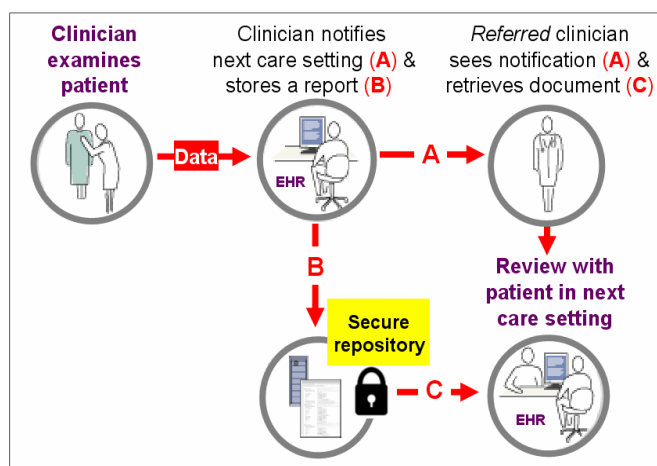 Clinician
examines
patient
Clinician notifies
next care setting (A) &
stores a report (B)
Referred clinician
sees notification (A) &
retrieves document (C)
Data
EHR
A
B
Review with
patient in next
care setting
Secure
repository
C
EHR